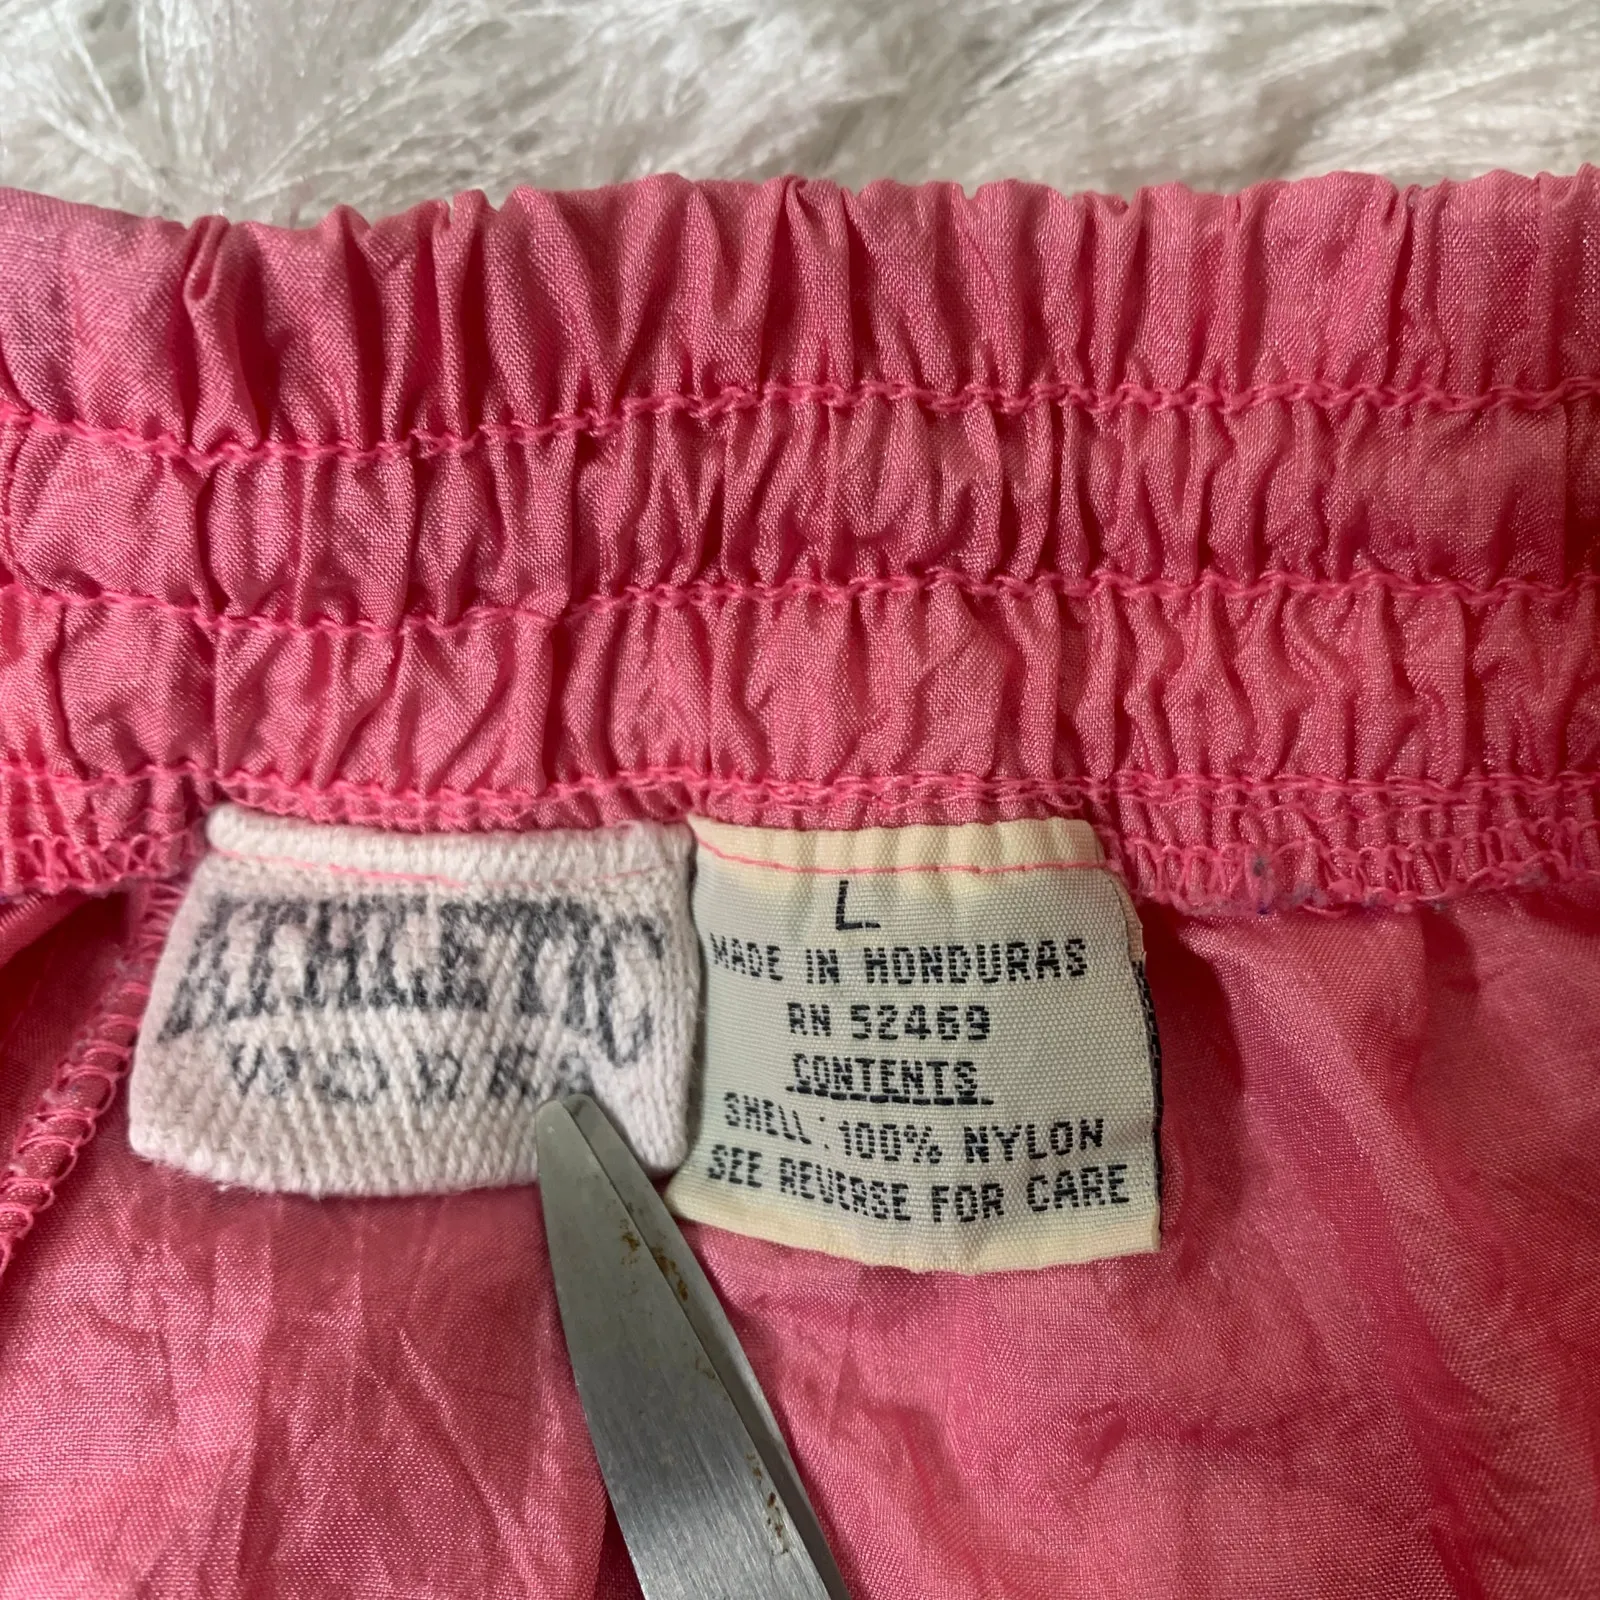 ATHLETIC
WORKS
L
MADE IN HONDURAS
RN 52469
CONTENTS
SHELL: 100% NYLON
SEE REVERSE FOR CARE